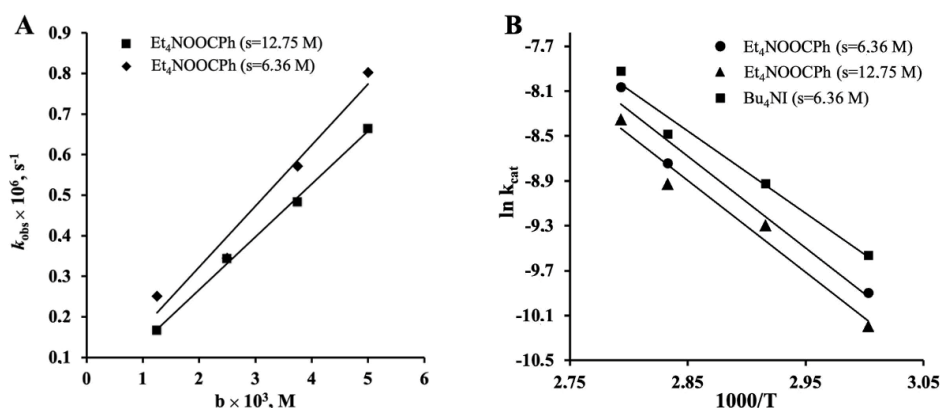 A
B
0.9
0.8
0.7
0.6
0.5
0.4
0.3
0.2
0.1
k_obs × 10⁶, s⁻¹
Et₄NOOCPh (s=12.75 M)
Et₄NOOCPh (s=6.36 M)
0 1 2 3 4 5 6
b × 10³, M
-7.7
-8.1
-8.5
-8.9
-9.3
-9.7
-10.1
-10.5
ln k_cat
Et₄NOOCPh (s=6.36 M)
Et₄NOOCPh (s=12.75 M)
Bu₄NI (s=6.36 M)
2.75 2.85 2.95 3.05
1000/T